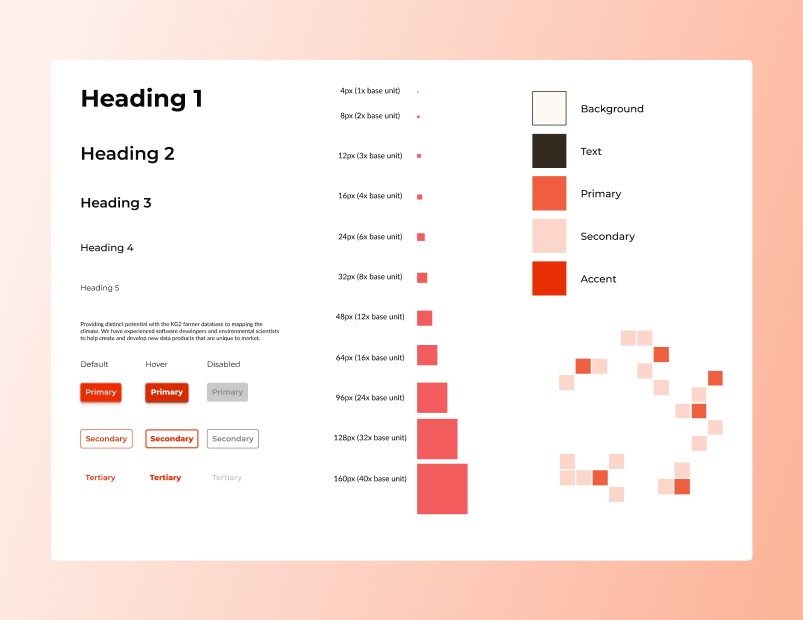 Heading 1
Heading 2
Heading 3
Heading 4
Heading 5
Providing distinct potential with the KG2 farmer database to mapping the
climate. We have experienced software developers and environmental scientists
to help create and develop new data products that are unique to market.
Default Hover Disabled
Primary Primary Primary
Secondary Secondary Secondary
Tertiary Tertiary Tertiary
4px (1x base unit)
8px (2x base unit)
12px (3x base unit)
16px (4x base unit)
24px (6x base unit)
32px (8x base unit)
48px (12x base unit)
64px (16x base unit)
96px (24x base unit)
128px (32x base unit)
160px (40x base unit)
Background
Text
Primary
Secondary
Accent